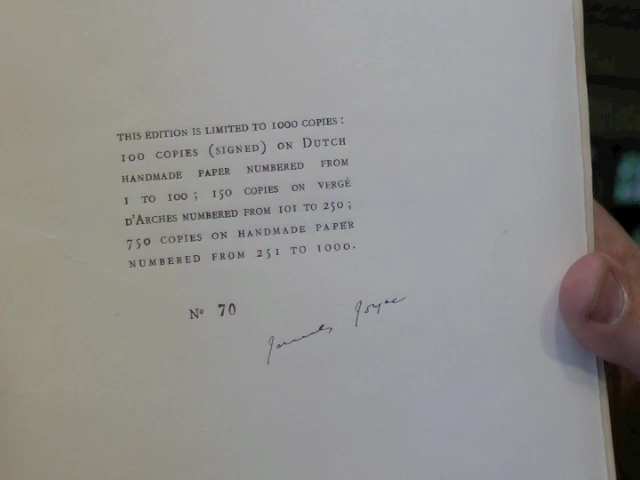 THIS EDITION IS LIMITED TO 1000 COPIES :
100 COPIES (SIGNED) ON DUTCH
HANDMADE PAPER NUMBERED FROM
1 TO 100 ; 150 COPIES ON VERGÉ
D'ARCHES NUMBERED FROM 101 TO 250 ;
750 COPIES ON HANDMADE PAPER
NUMBERED FROM 251 TO 1000.
Nº 70
James Joyce